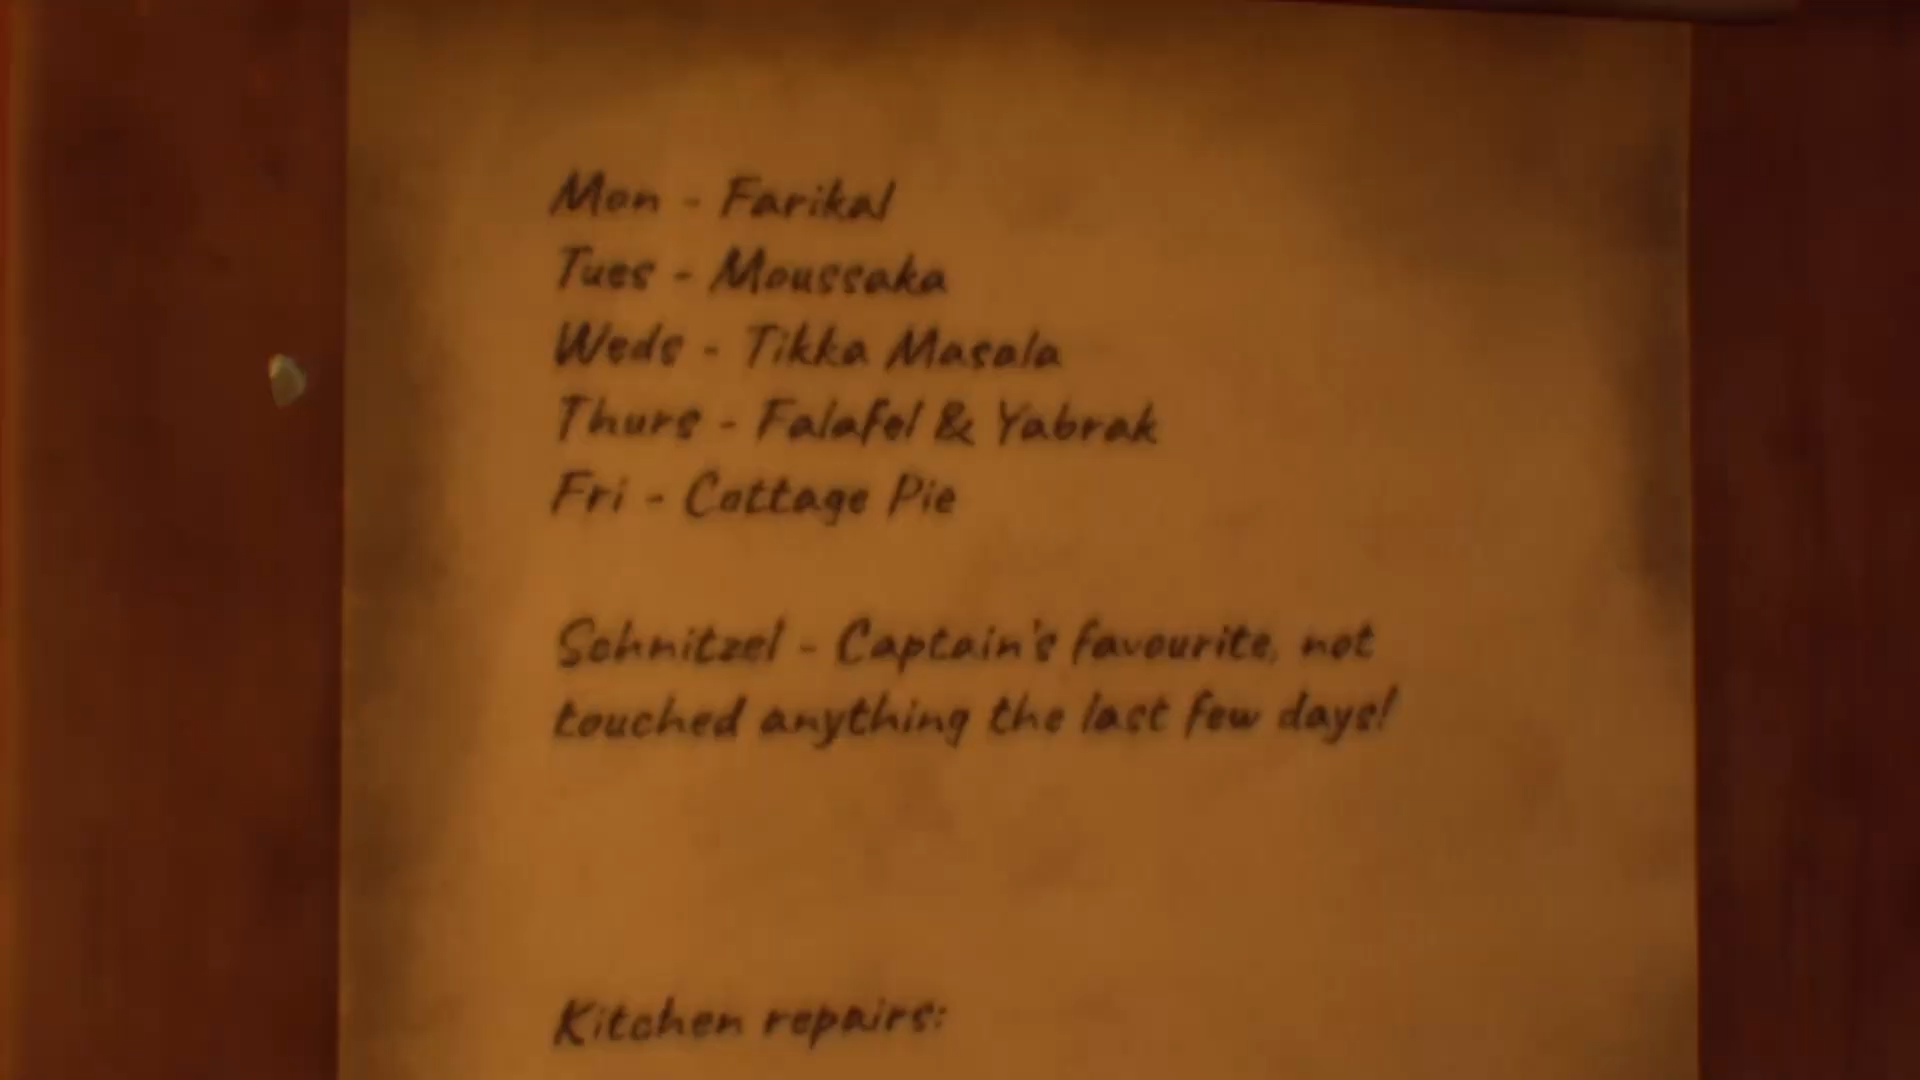 Mon - Farikal
Tues - Moussaka
Weds - Tikka Masala
Thurs - Falafel & Yabrak
Fri - Cottage Pie
Schnitzel - Captain's favourite, not
touched anything the last few days!
Kitchen repairs: